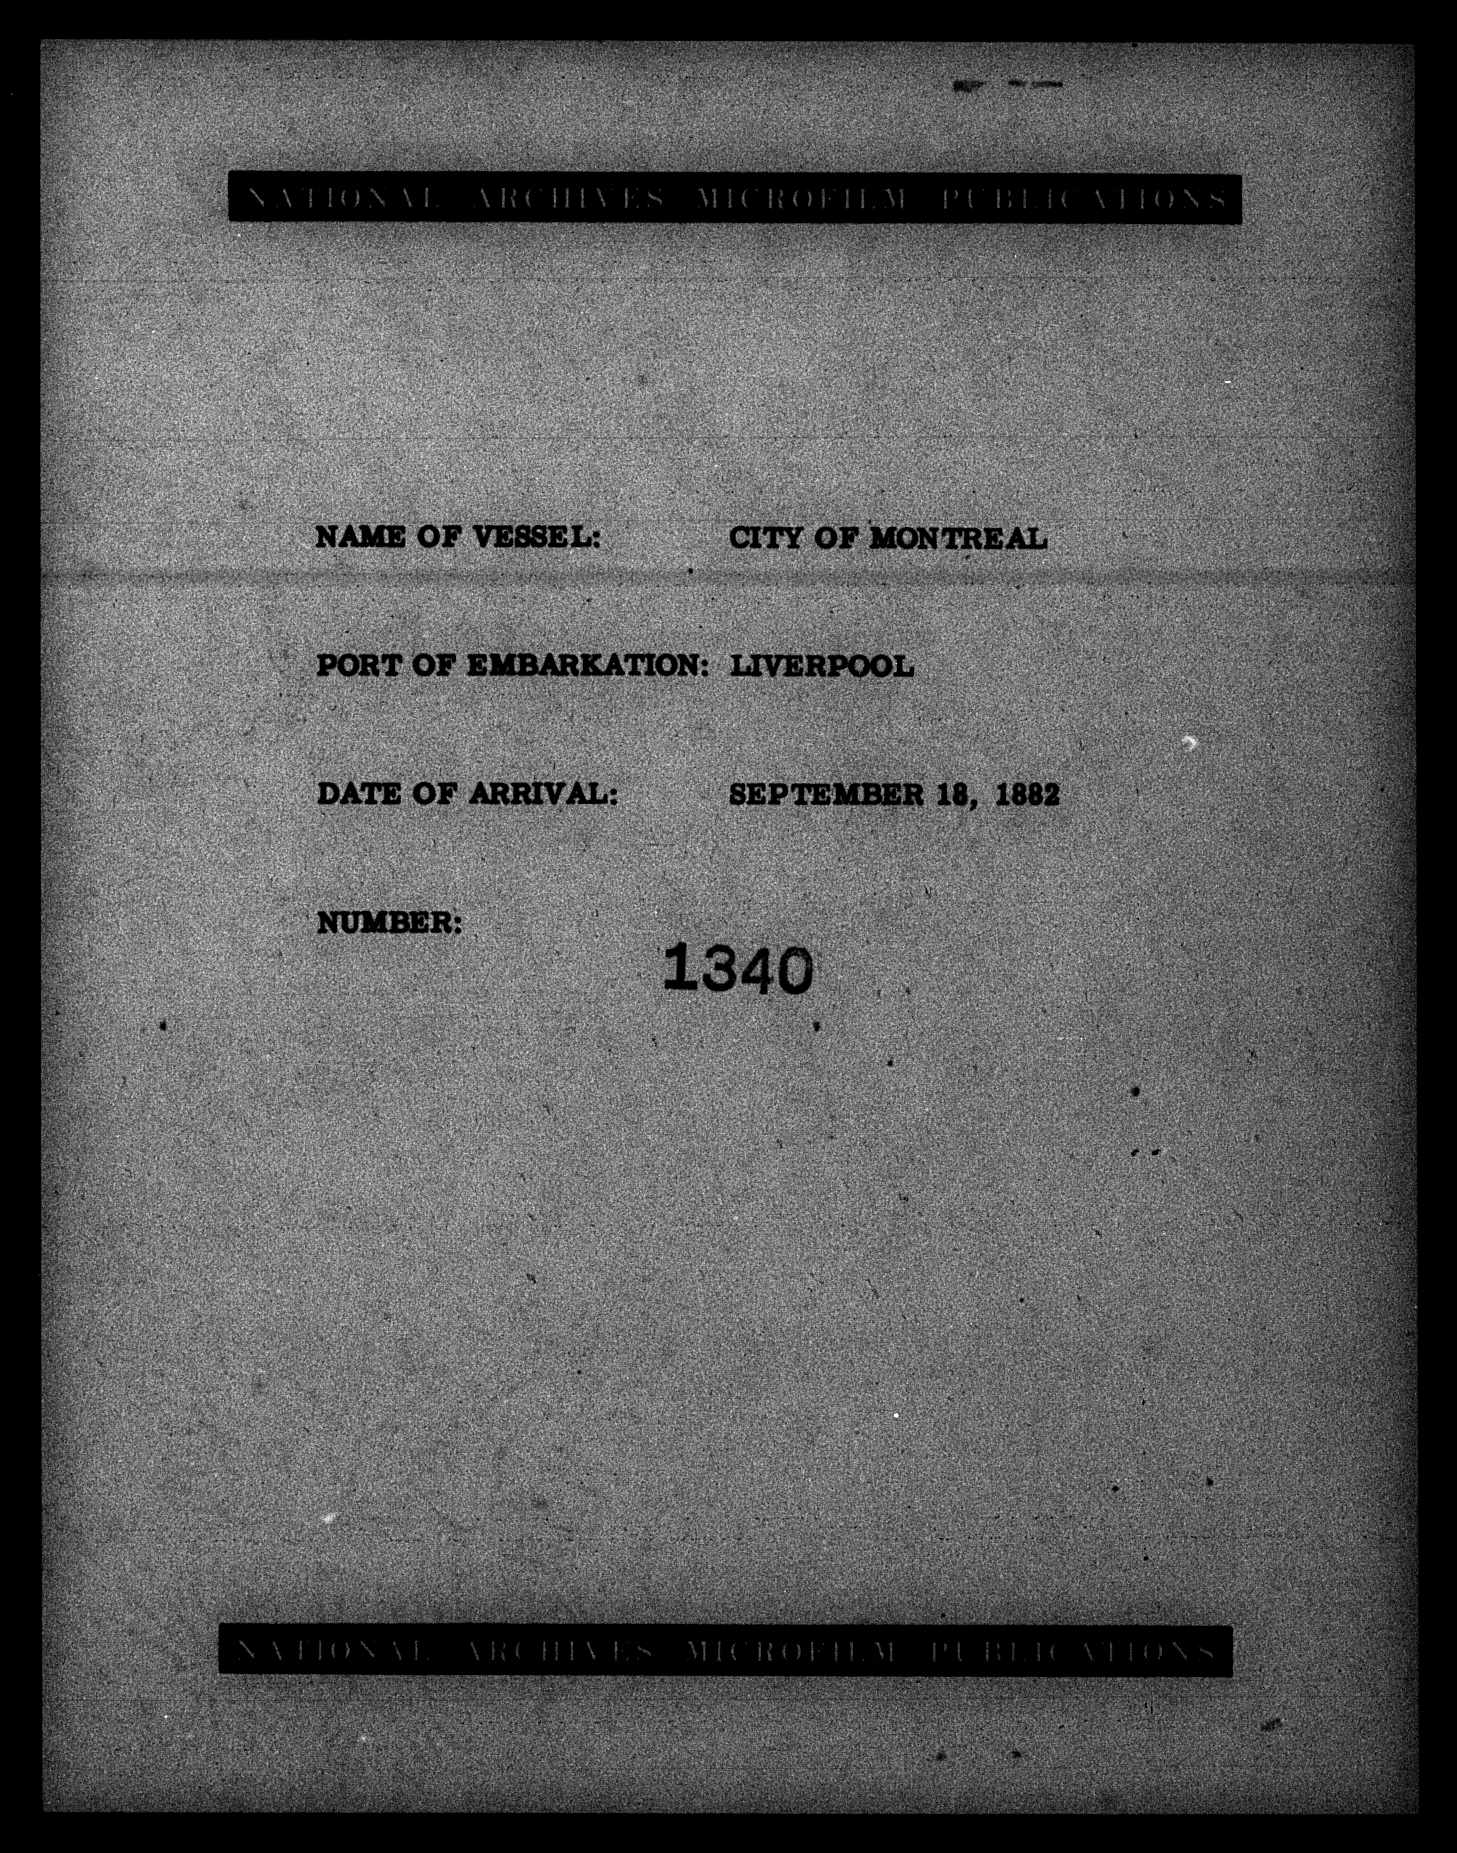 NATIONAL ARCHIVES MICROFILM PUBLICATIONS
NAME OF VESSEL: CITY OF MONTREAL
PORT OF EMBARKATION: LIVERPOOL
DATE OF ARRIVAL: SEPTEMBER 18, 1882
NUMBER:
1340
NATIONAL ARCHIVES MICROFILM PUBLICATIONS